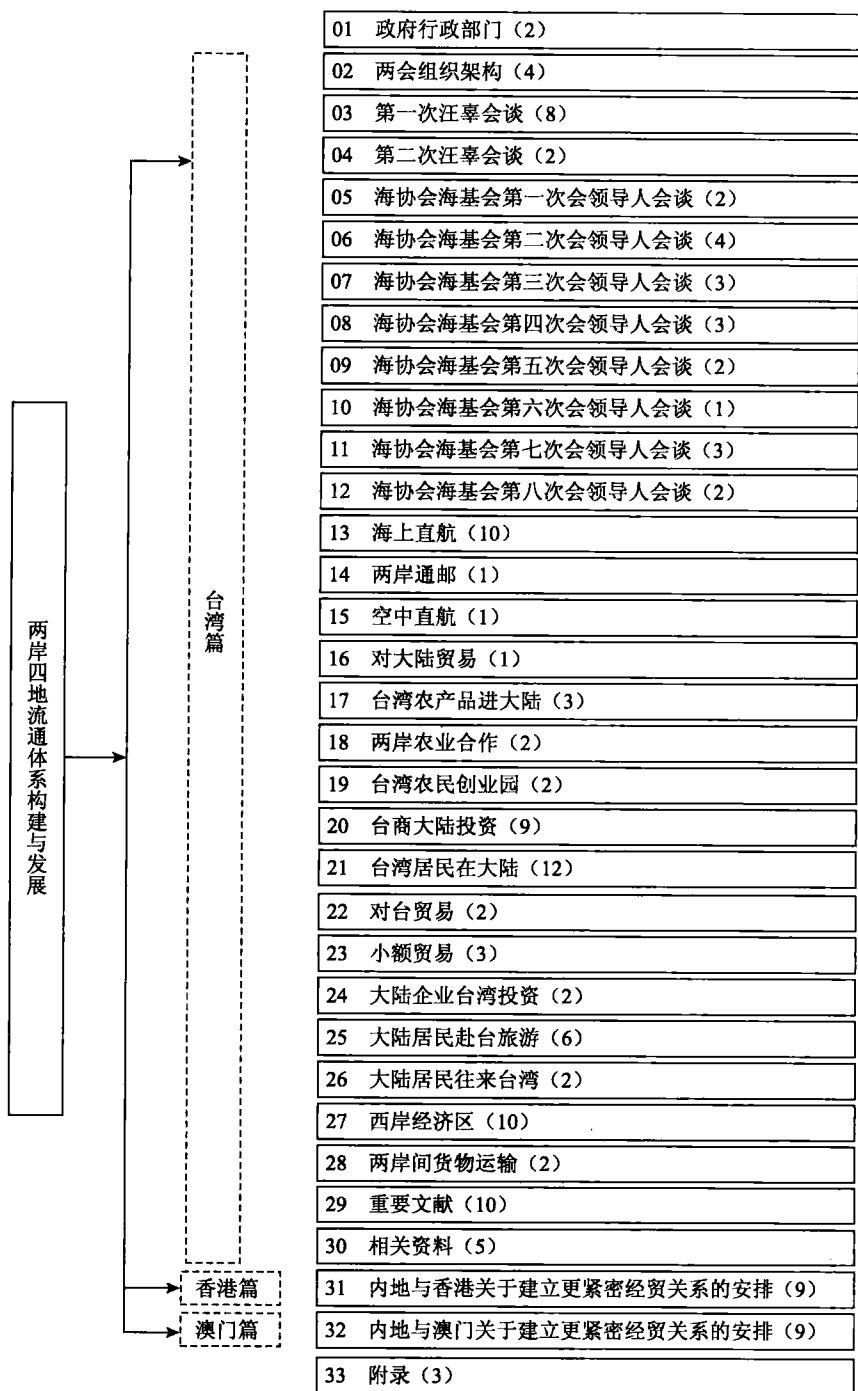 两岸四地流通体系构建与发展
台湾篇
01 政府行政部门（2）
02 两会组织架构（4）
03 第一次汪辜会谈（8）
04 第二次汪辜会谈（2）
05 海协会海基会第一次会领导人会谈（2）
06 海协会海基会第二次会领导人会谈（4）
07 海协会海基会第三次会领导人会谈（3）
08 海协会海基会第四次会领导人会谈（3）
09 海协会海基会第五次会领导人会谈（2）
10 海协会海基会第六次会领导人会谈（1）
11 海协会海基会第七次会领导人会谈（3）
12 海协会海基会第八次会领导人会谈（2）
13 海上直航（10）
14 两岸通邮（1）
15 空中直航（1）
16 对大陆贸易（1）
17 台湾农产品进大陆（3）
18 两岸农业合作（2）
19 台湾农民创业园（2）
20 台商大陆投资（9）
21 台湾居民在大陆（12）
22 对台贸易（2）
23 小额贸易（3）
24 大陆企业台湾投资（2）
25 大陆居民赴台旅游（6）
26 大陆居民往来台湾（2）
27 西岸经济区（10）
28 两岸间货物运输（2）
29 重要文献（10）
30 相关资料（5）
香港篇
31 内地与香港关于建立更紧密经贸关系的安排（9）
澳门篇
32 内地与澳门关于建立更紧密经贸关系的安排（9）
33 附录（3）